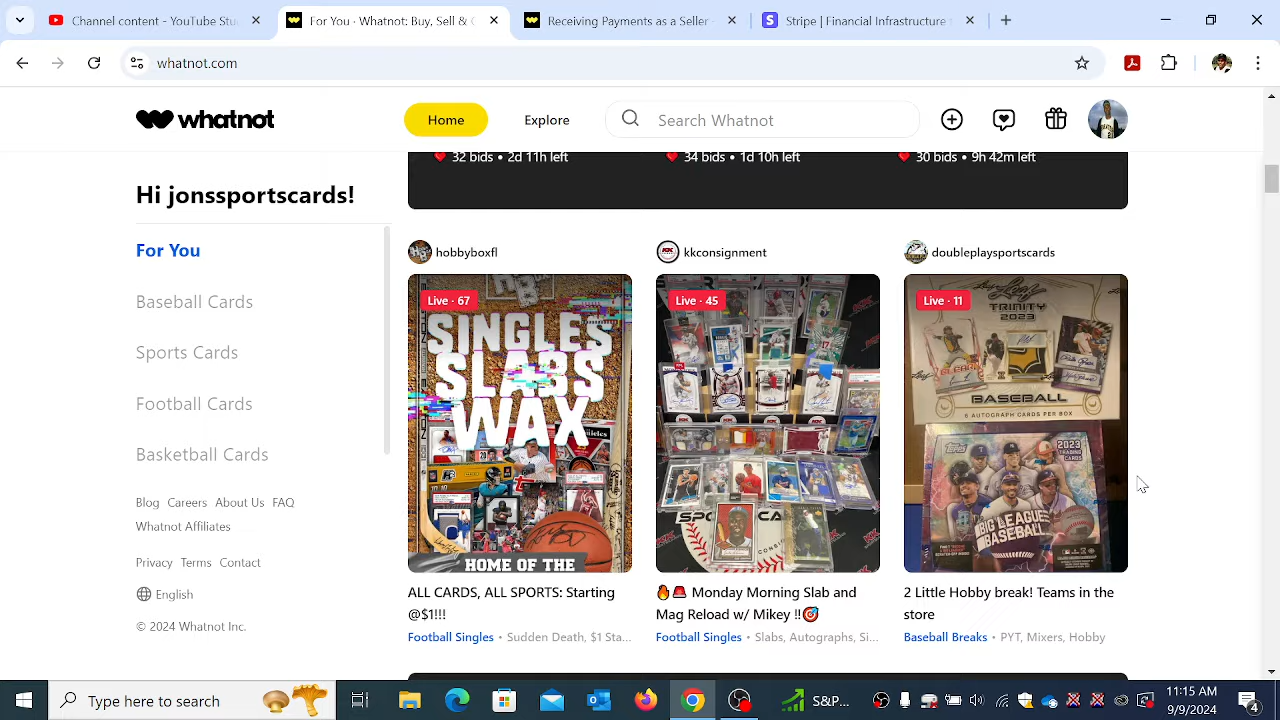 Channel content - YouTube Stu
For You · Whatnot: Buy, Sell & G
Receiving Payments as a Seller
Stripe | Financial Infrastructure
whatnot.com
whatnot
Home
Explore
Search Whatnot
32 bids • 2d 11h left
34 bids • 1d 10h left
30 bids • 9h 42m left
Hi jonssportscards!
For You
Baseball Cards
Sports Cards
Football Cards
Basketball Cards
Blog Careers About Us FAQ
Whatnot Affiliates
Privacy Terms Contact
English
© 2024 Whatnot Inc.
hobbyboxfl
Live · 67
SINGLES
SLABS
WAX
HOME OF THE
ALL CARDS, ALL SPORTS: Starting
@$1!!!
Football Singles • Sudden Death, $1 Sta...
kkconsignment
Live · 45
🔥🚨 Monday Morning Slab and
Mag Reload w/ Mikey ‼️🎯
Football Singles • Slabs, Autographs, Si...
doubleplaysportscards
Live · 11
Leaf
TRINITY
2023
BASEBALL
5 AUTOGRAPH CARDS PER BOX
Topps
2023
TRADING
CARDS
BIG LEAGUES
BASEBALL
2 Little Hobby break! Teams in the
store
Baseball Breaks • PYT, Mixers, Hobby
Type here to search
S&P...
11:15 AM
9/9/2024
4